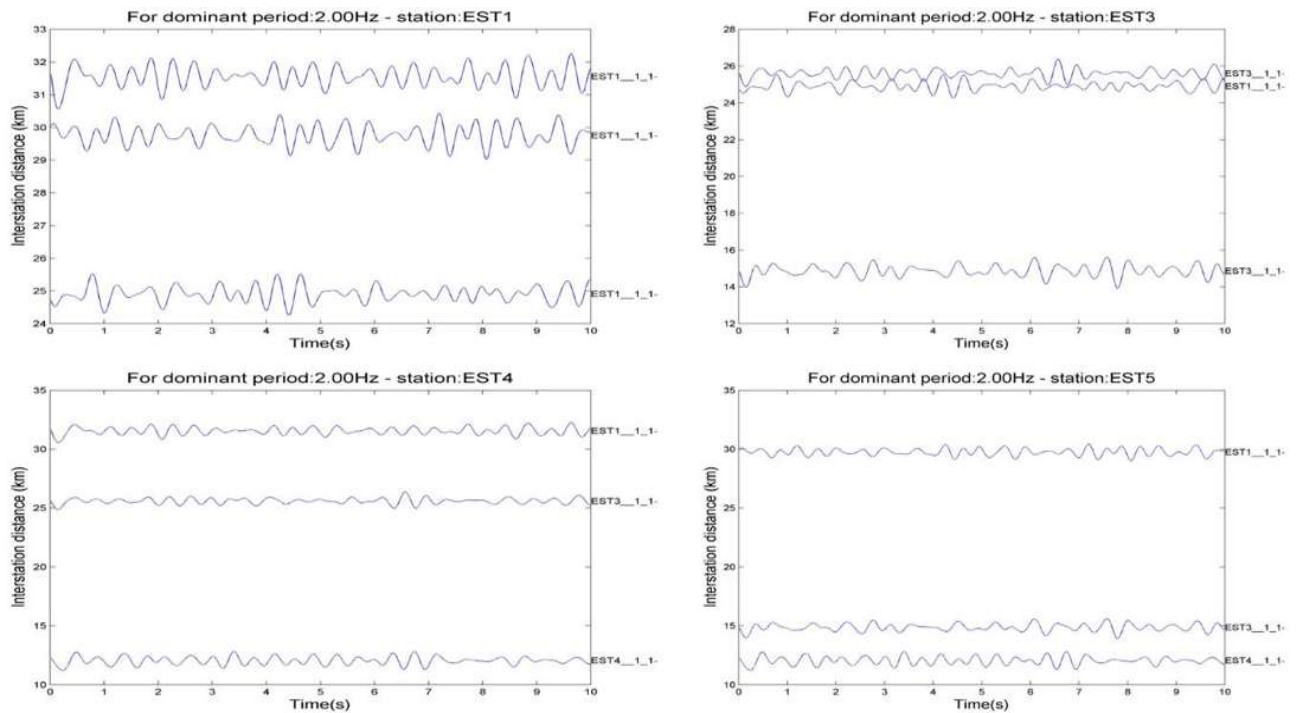 For dominant period:2.00Hz - station:EST1
33
32
31
30
29
28
27
26
25
24
Interstation distance (km)
EST1__1_1-
EST1__1_1-
EST1__1_1-
0 1 2 3 4 5 6 7 8 9 10
Time(s)
For dominant period:2.00Hz - station:EST3
28
26
24
22
20
18
16
14
12
Interstation distance (km)
EST3__1_1-
EST1__1_1-
EST3__1_1-
0 1 2 3 4 5 6 7 8 9 10
Time(s)
For dominant period:2.00Hz - station:EST4
35
30
25
20
15
10
Interstation distance (km)
EST1__1_1-
EST3__1_1-
EST4__1_1-
0 1 2 3 4 5 6 7 8 9 10
Time(s)
For dominant period:2.00Hz - station:EST5
35
30
25
20
15
10
Interstation distance (km)
EST1__1_1-
EST3__1_1-
EST4__1_1-
0 1 2 3 4 5 6 7 8 9 10
Time(s)